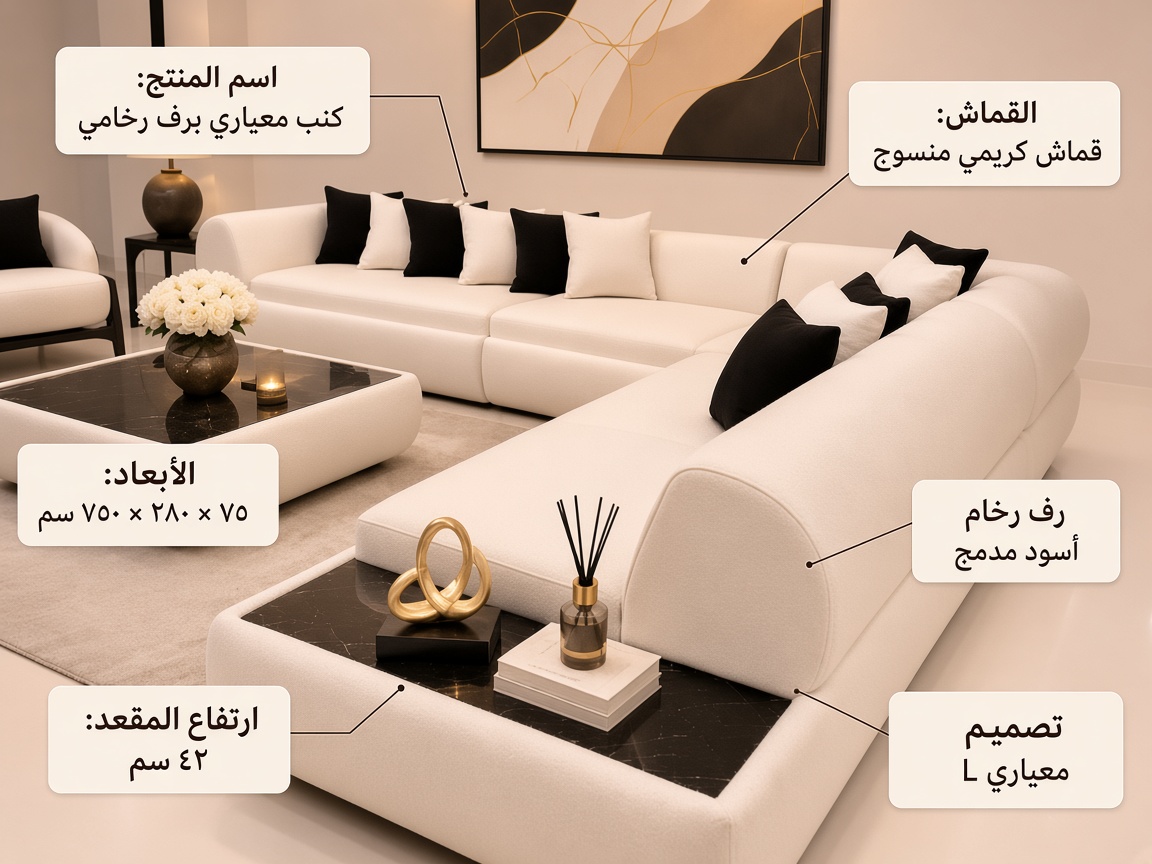 اسم المنتج:
كنب معياري برف رخامي
القماش:
قماش كريمي منسوج
الأبعاد:
٧٥ × ٢٨٠ × ٧٥٠ سم
رف رخام
أسود مدمج
ارتفاع المقعد:
٤٢ سم
تصميم
معياري L